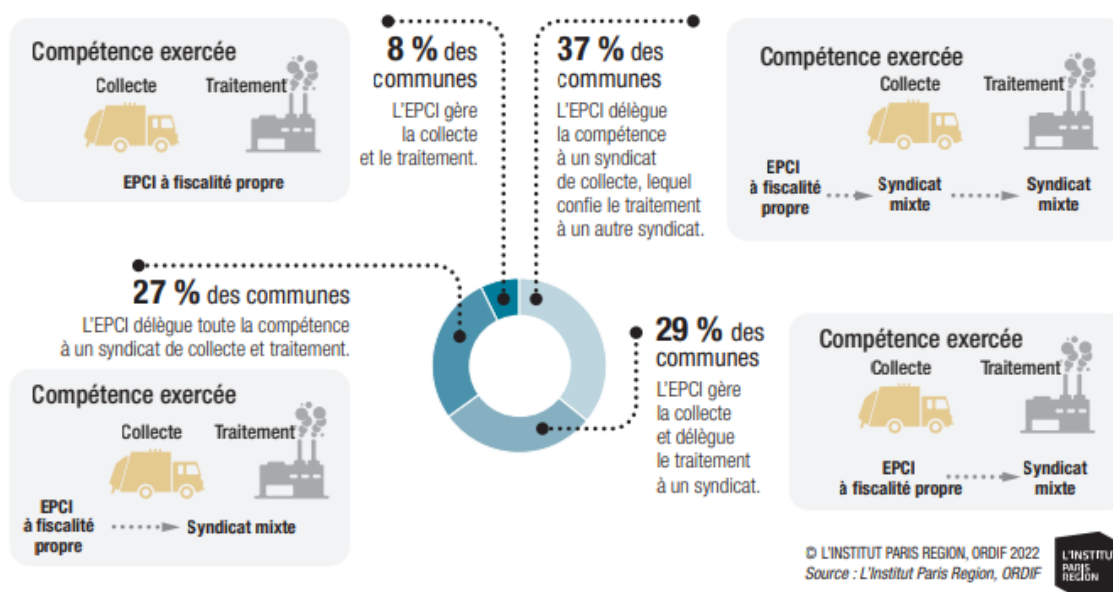 Compétence exercée
Collecte
Traitement
EPCI à fiscalité propre
8 % des
communes
L'EPCI gère
la collecte
et le traitement.
37 % des
communes
L'EPCI délègue
la compétence
à un syndicat
de collecte, lequel
confie le traitement
à un autre syndicat.
Compétence exercée
Collecte
Traitement
EPCI
à fiscalité
propre
Syndicat
mixte
Syndicat
mixte
27 % des communes
L'EPCI délègue toute la compétence
à un syndicat de collecte et traitement.
Compétence exercée
Collecte
Traitement
EPCI
à fiscalité
propre
Syndicat mixte
29 % des
communes
L'EPCI gère
la collecte
et délègue
le traitement
à un syndicat.
Compétence exercée
Collecte
Traitement
EPCI
à fiscalité propre
Syndicat
mixte
© L'INSTITUT PARIS REGION, ORDIF 2022
Source : L'Institut Paris Region, ORDIF
L'INSTITU
PARIS
REGION